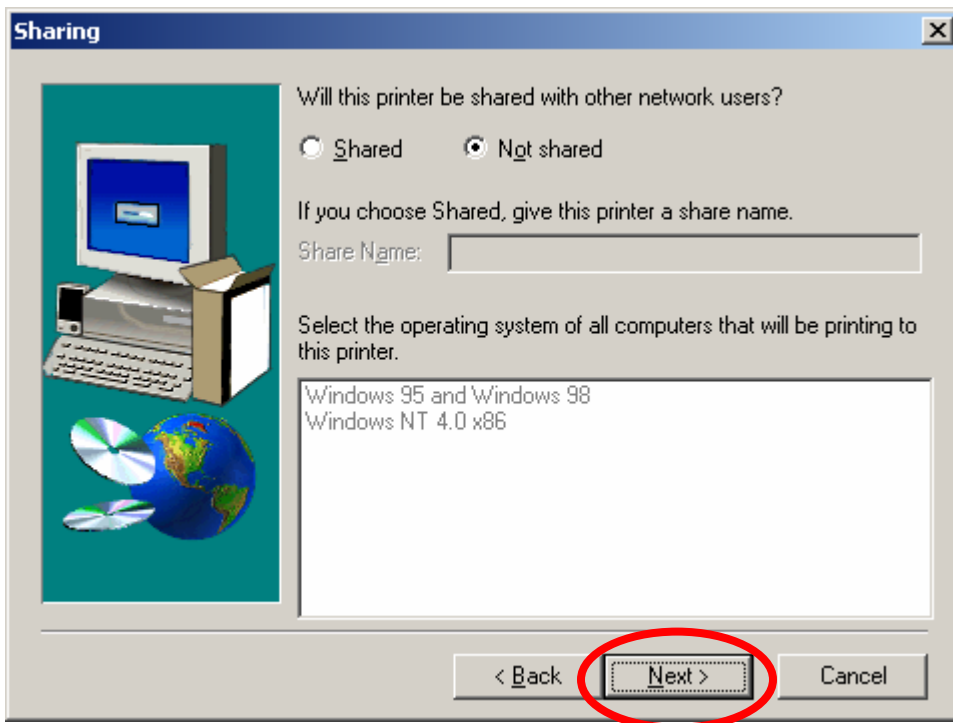 Sharing
Will this printer be shared with other network users?
Shared Not shared
If you choose Shared, give this printer a share name.
Share Name:
Select the operating system of all computers that will be printing to
this printer.
Windows 95 and Windows 98
Windows NT 4.0 x86
< Back Next > Cancel